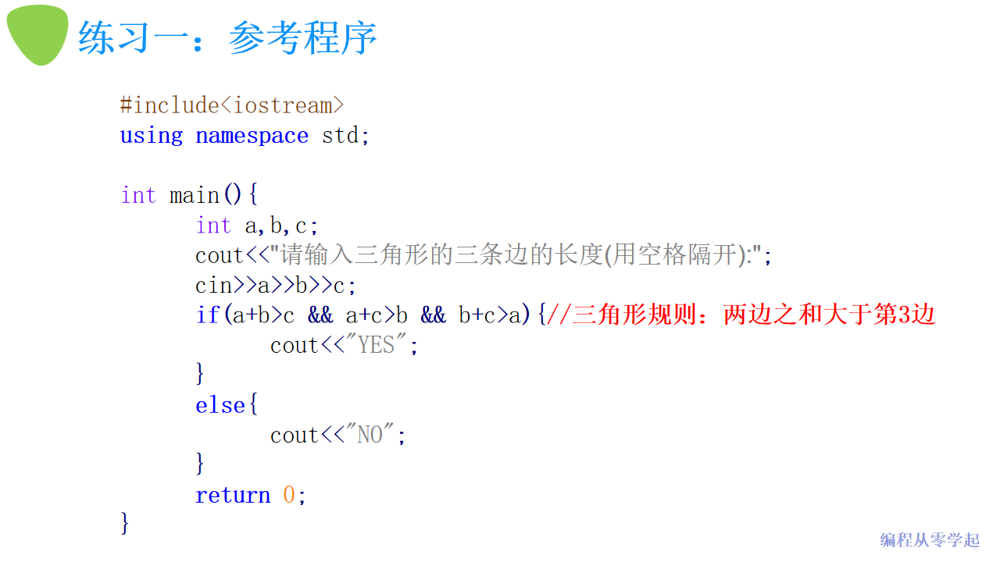 练习一：参考程序
#include<iostream>
using namespace std;
int main(){
int a,b,c;
cout<<"请输入三角形的三条边的长度(用空格隔开):";
cin>>a>>b>>c;
if(a+b>c && a+c>b && b+c>a){//三角形规则：两边之和大于第3边
cout<<"YES";
}
else{
cout<<"NO";
}
return 0;
}
编程从零学起